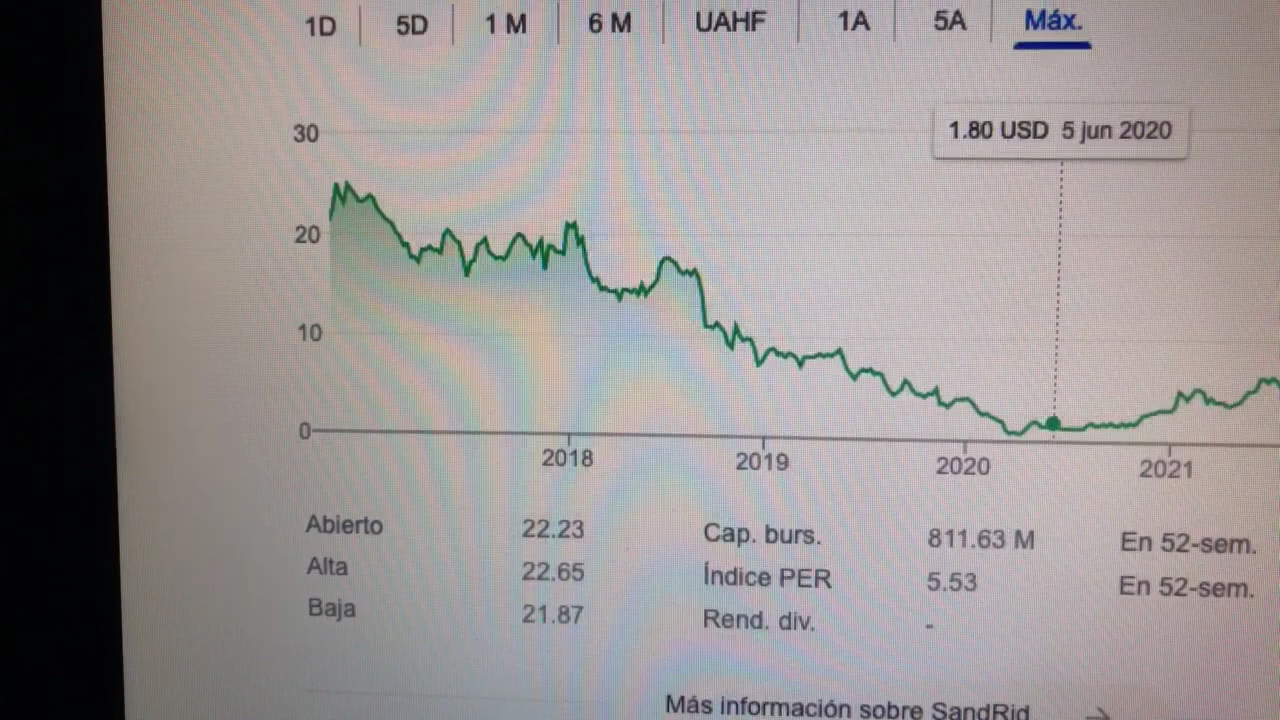 1D 5D 1 M 6 M UAHF 1A 5A Máx.
1.80 USD 5 jun 2020
30
20
10
0
2018 2019 2020 2021
Abierto 22.23 Cap. burs. 811.63 M En 52-sem.
Alta 22.65 Índice PER 5.53 En 52-sem.
Baja 21.87 Rend. div. -
Más información sobre SandRid